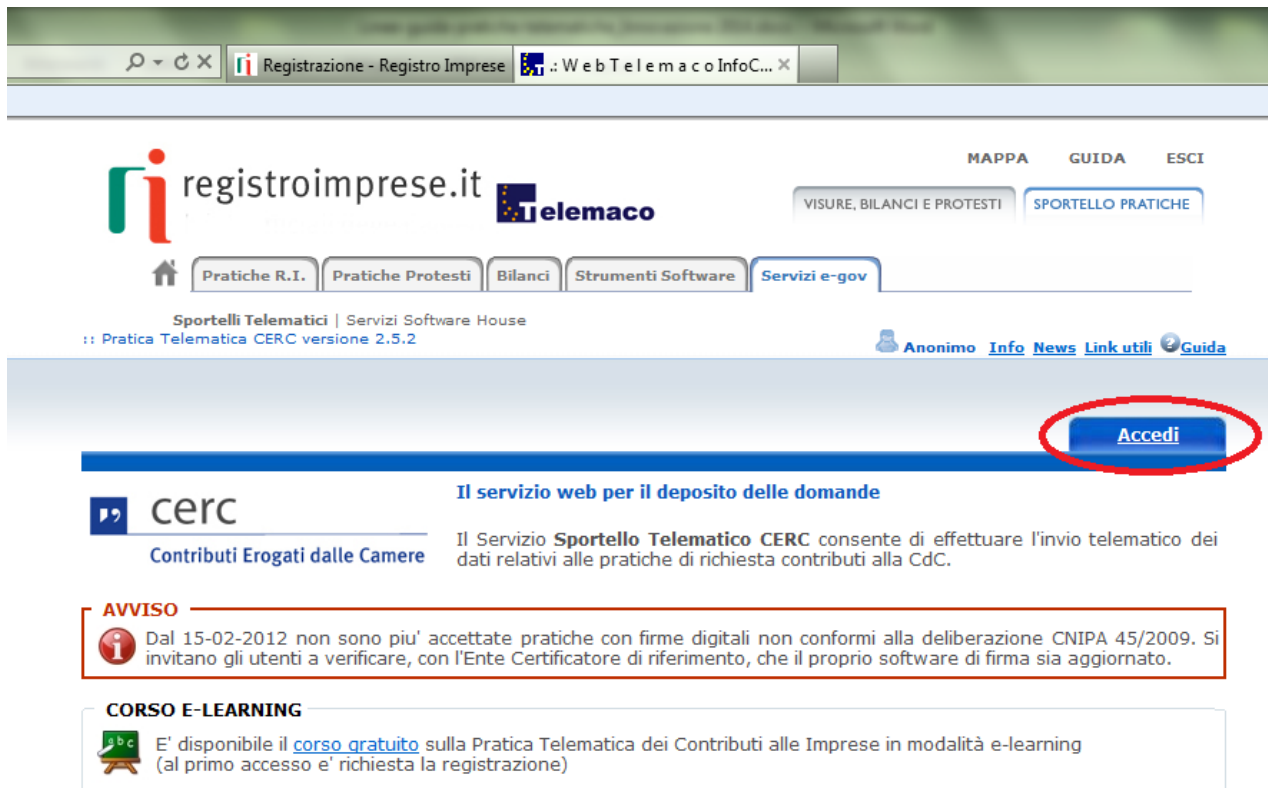 Registrazione - Registro Imprese
.: W e b T e l e m a c o InfoC...
MAPPA GUIDA ESCI
registroimprese.it Telemaco
VISURE, BILANCI E PROTESTI SPORTELLO PRATICHE
Pratiche R.I. Pratiche Protesti Bilanci Strumenti Software Servizi e-gov
Sportelli Telematici | Servizi Software House
:: Pratica Telematica CERC versione 2.5.2
Anonimo Info News Link utili Guida
Accedi
cerc
Contributi Erogati dalle Camere
Il servizio web per il deposito delle domande
Il Servizio Sportello Telematico CERC consente di effettuare l'invio telematico dei
dati relativi alle pratiche di richiesta contributi alla CdC.
AVVISO
Dal 15-02-2012 non sono piu' accettate pratiche con firme digitali non conformi alla deliberazione CNIPA 45/2009. Si
invitano gli utenti a verificare, con l'Ente Certificatore di riferimento, che il proprio software di firma sia aggiornato.
CORSO E-LEARNING
E' disponibile il corso gratuito sulla Pratica Telematica dei Contributi alle Imprese in modalità e-learning
(al primo accesso e' richiesta la registrazione)